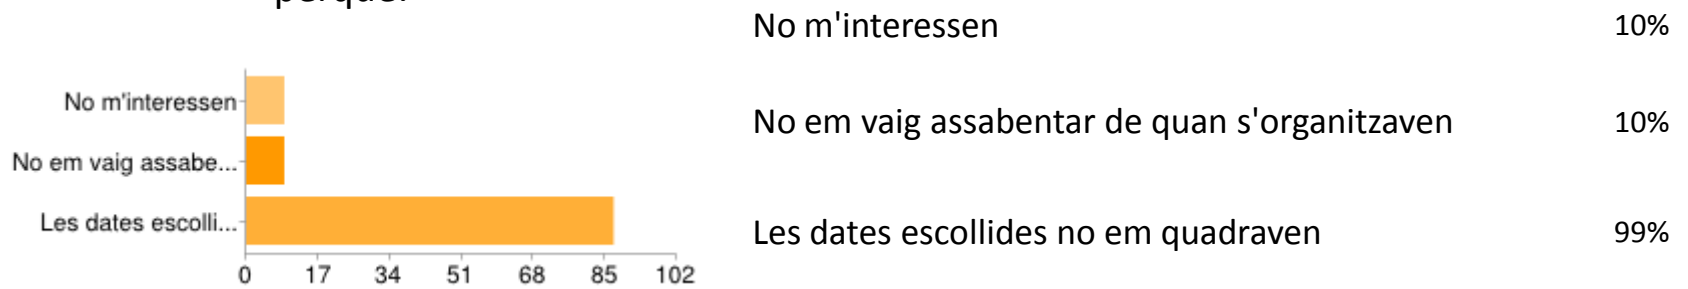 No m'interessen 10%
No em vaig assabentar de quan s'organitzaven 10%
Les dates escollides no em quadraven 99%
No m'interessen
No em vaig assabe...
Les dates escolli...
0 17 34 51 68 85 102